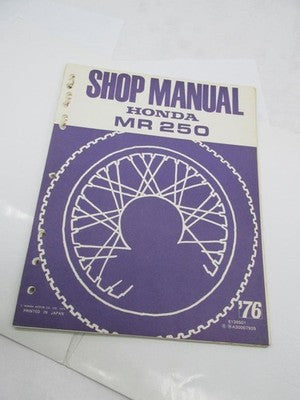 SHOP MANUAL
HONDA
MR 250
'76
PRINTED IN JAPAN